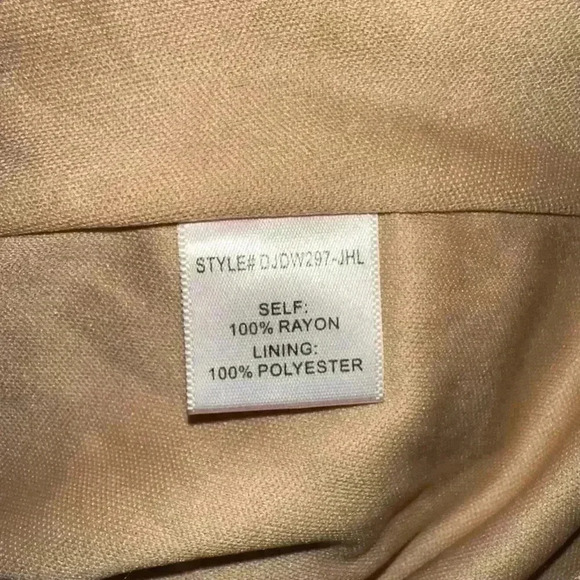 STYLE# DJDW297-JHL
SELF:
100% RAYON
LINING:
100% POLYESTER